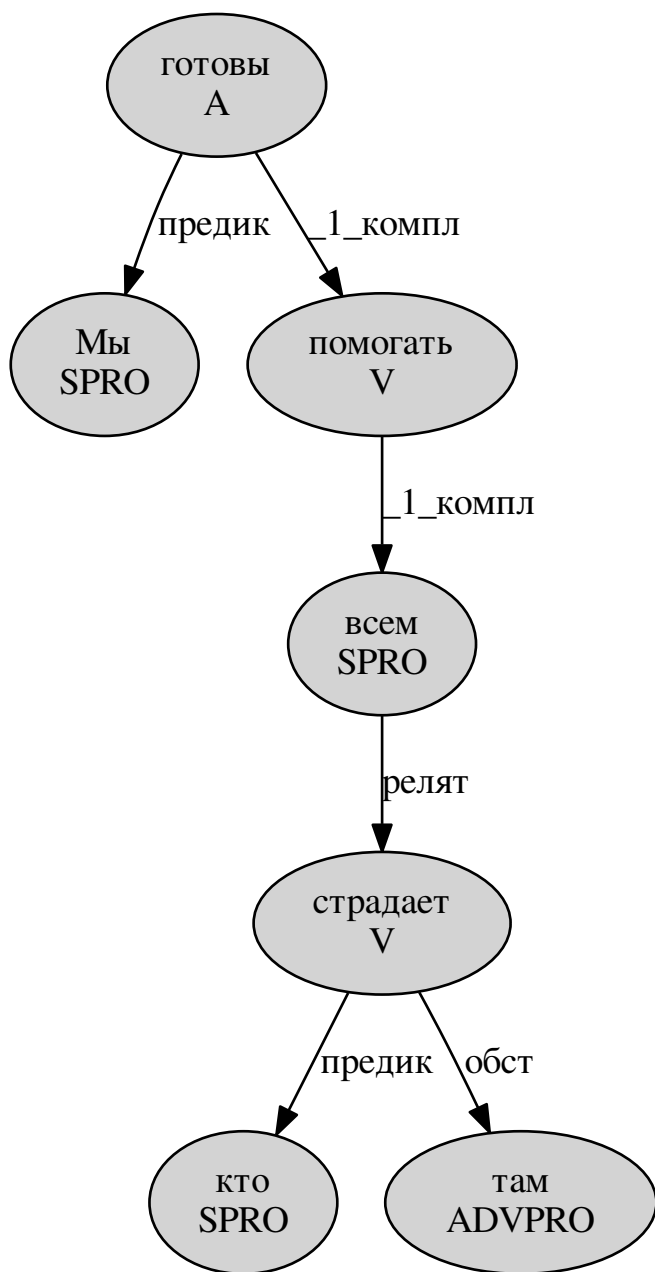 готовы
A
предик
_1_компл
Мы
SPRO
помогать
V
_1_компл
всем
SPRO
релят
страдает
V
предик
обст
кто
SPRO
там
ADVPRO